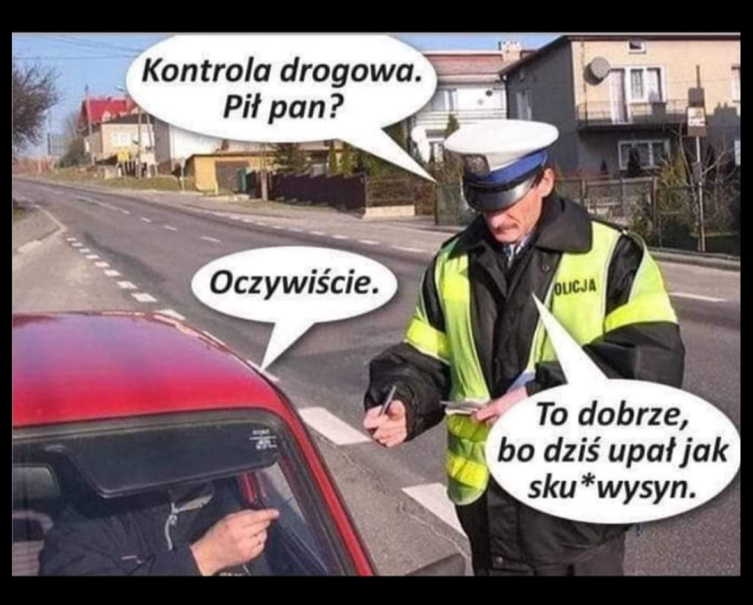 Kontrola drogowa.
Pił pan?
Oczywiście.
OLICJA
To dobrze,
bo dziś upał jak
sku*wysyn.